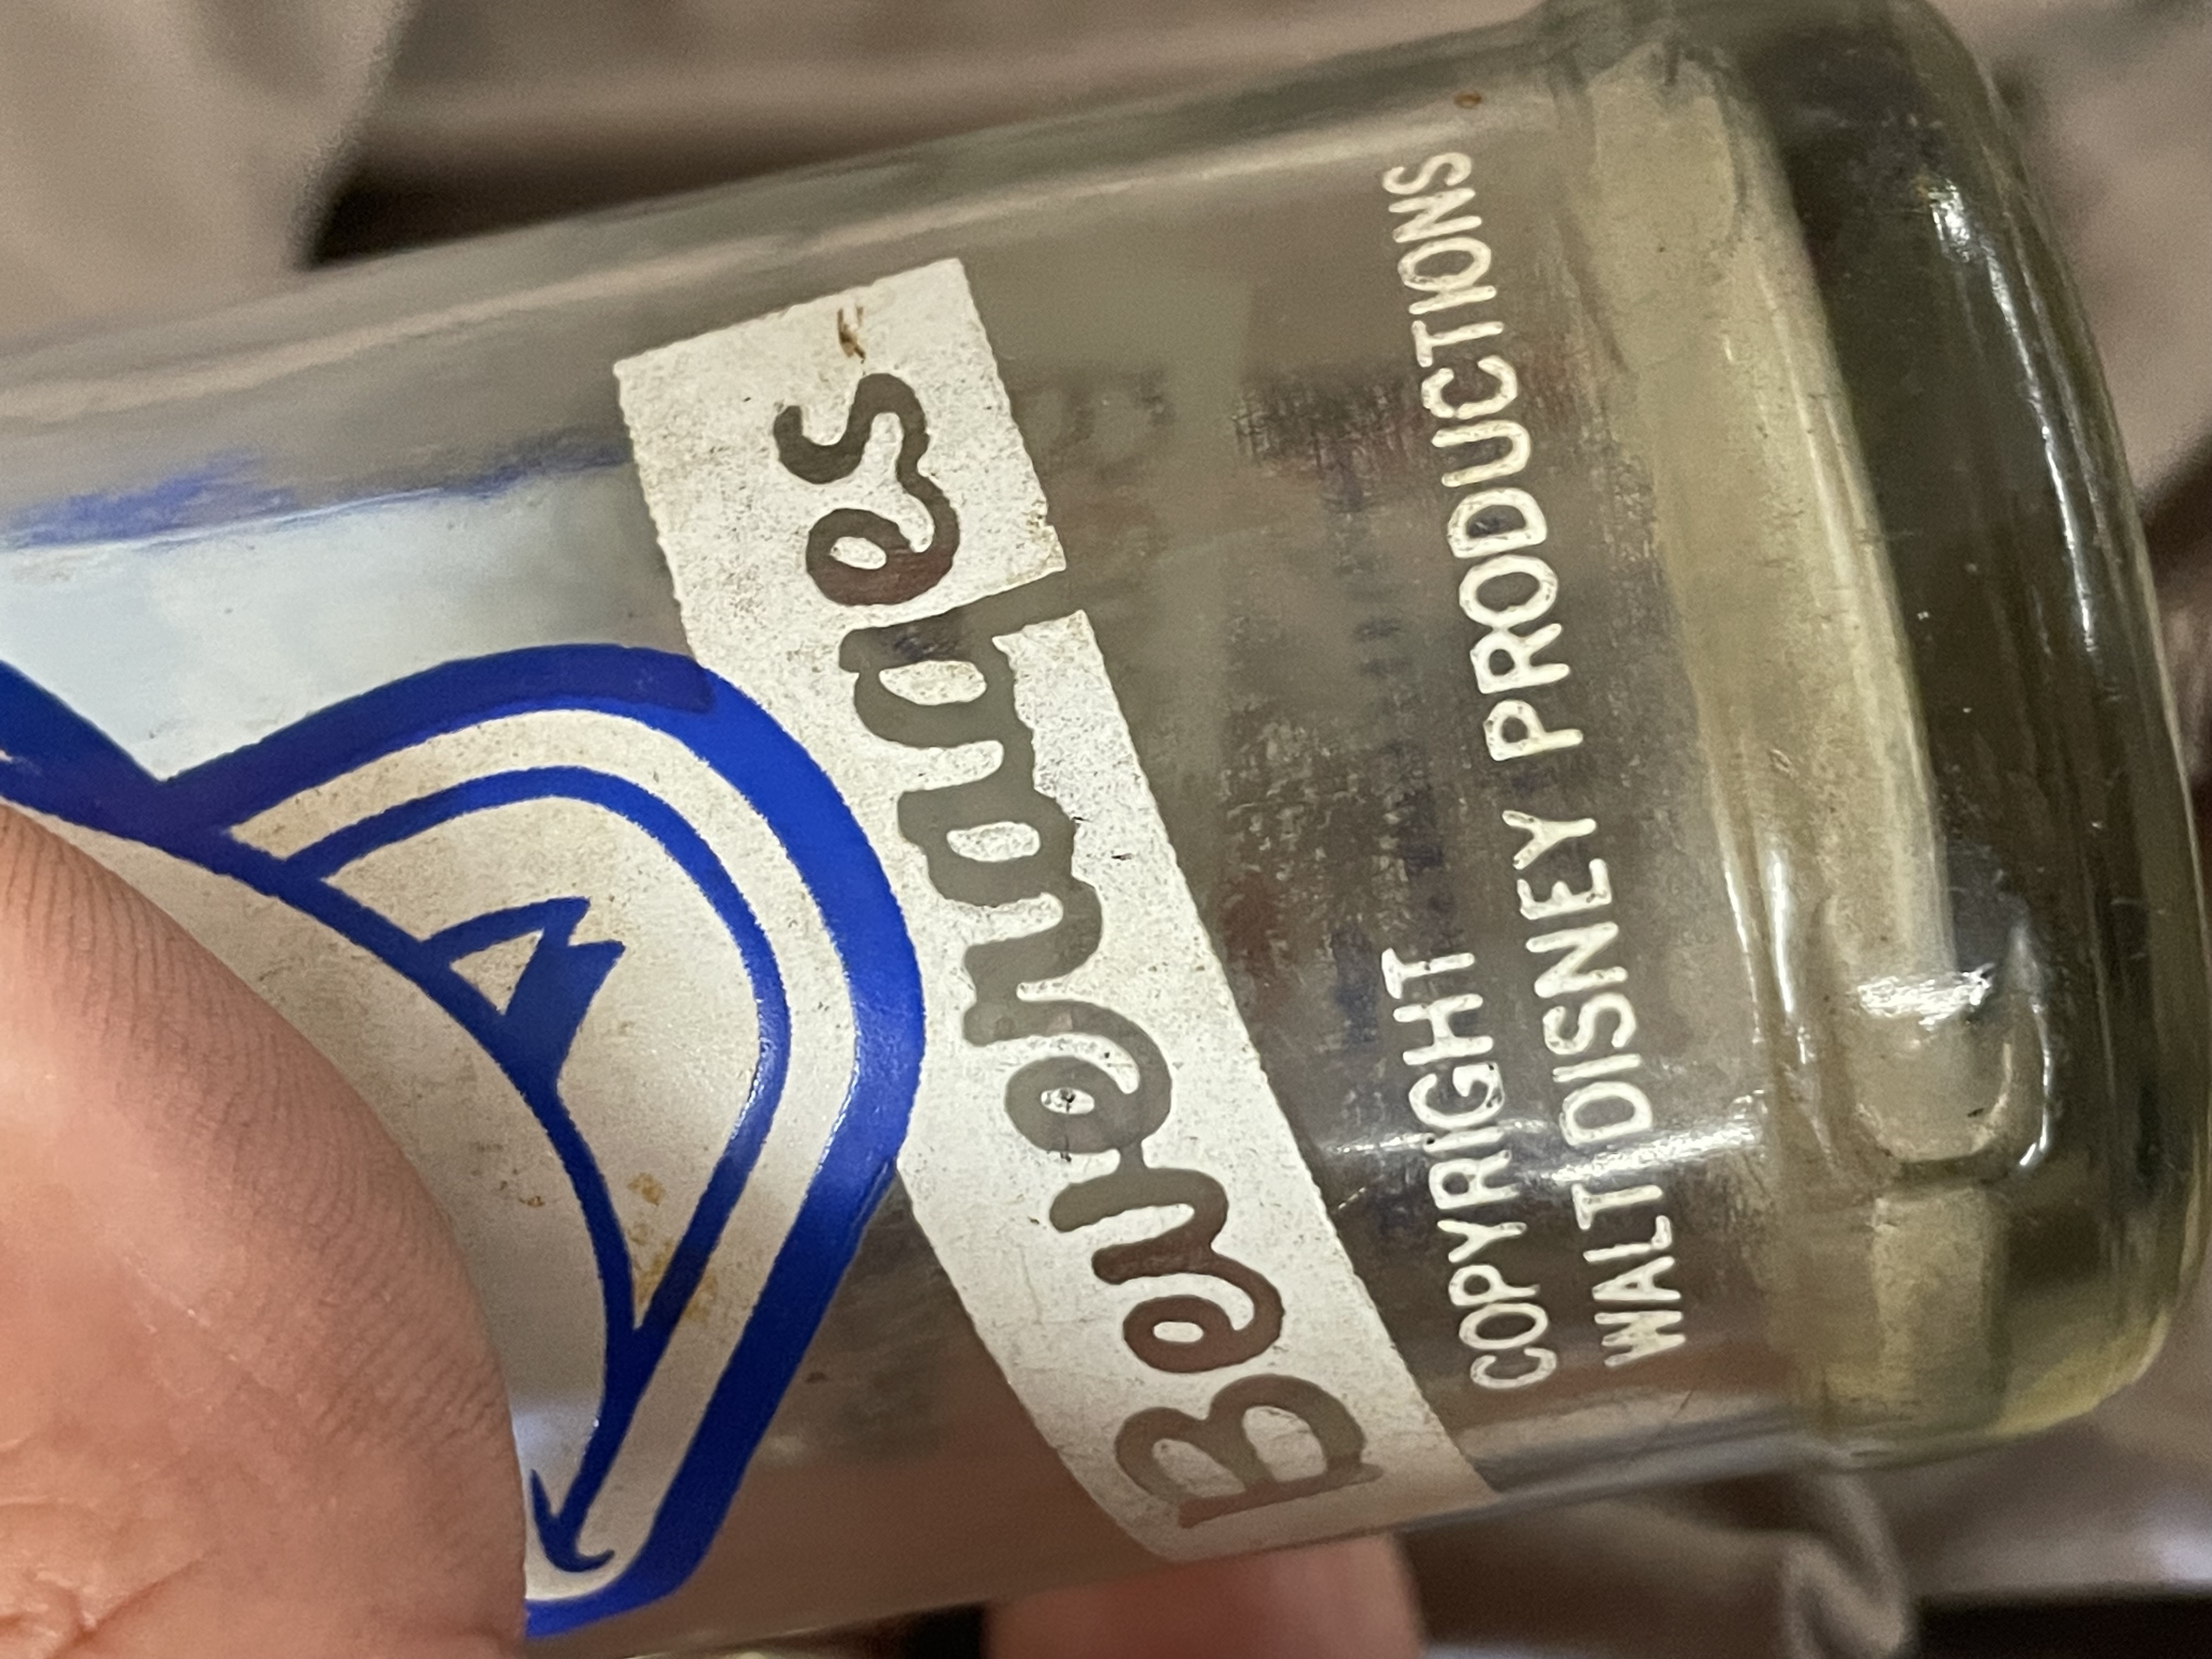 Beverages
COPYRIGHT
WALT DISNEY PRODUCTIONS